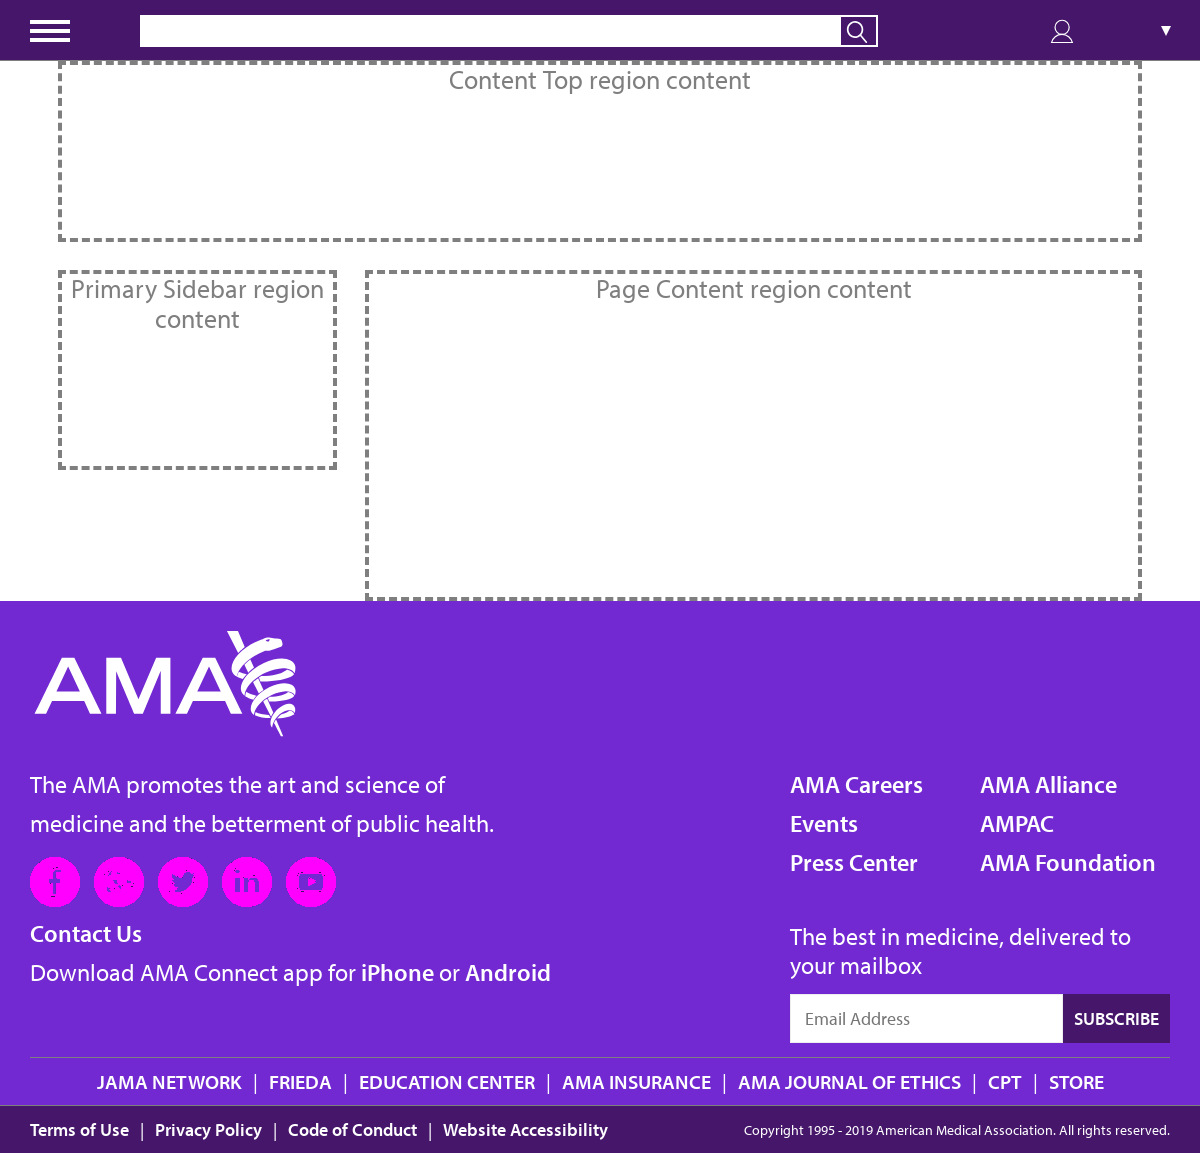 Content Top region content
Primary Sidebar region
content
Page Content region content
AMA
The AMA promotes the art and science of
medicine and the betterment of public health.
Contact Us
Download AMA Connect app for iPhone or Android
AMA Careers
Events
Press Center
AMA Alliance
AMPAC
AMA Foundation
The best in medicine, delivered to
your mailbox
Email Address
SUBSCRIBE
JAMA NETWORK | FRIEDA | EDUCATION CENTER | AMA INSURANCE | AMA JOURNAL OF ETHICS | CPT | STORE
Terms of Use | Privacy Policy | Code of Conduct | Website Accessibility
Copyright 1995 - 2019 American Medical Association. All rights reserved.